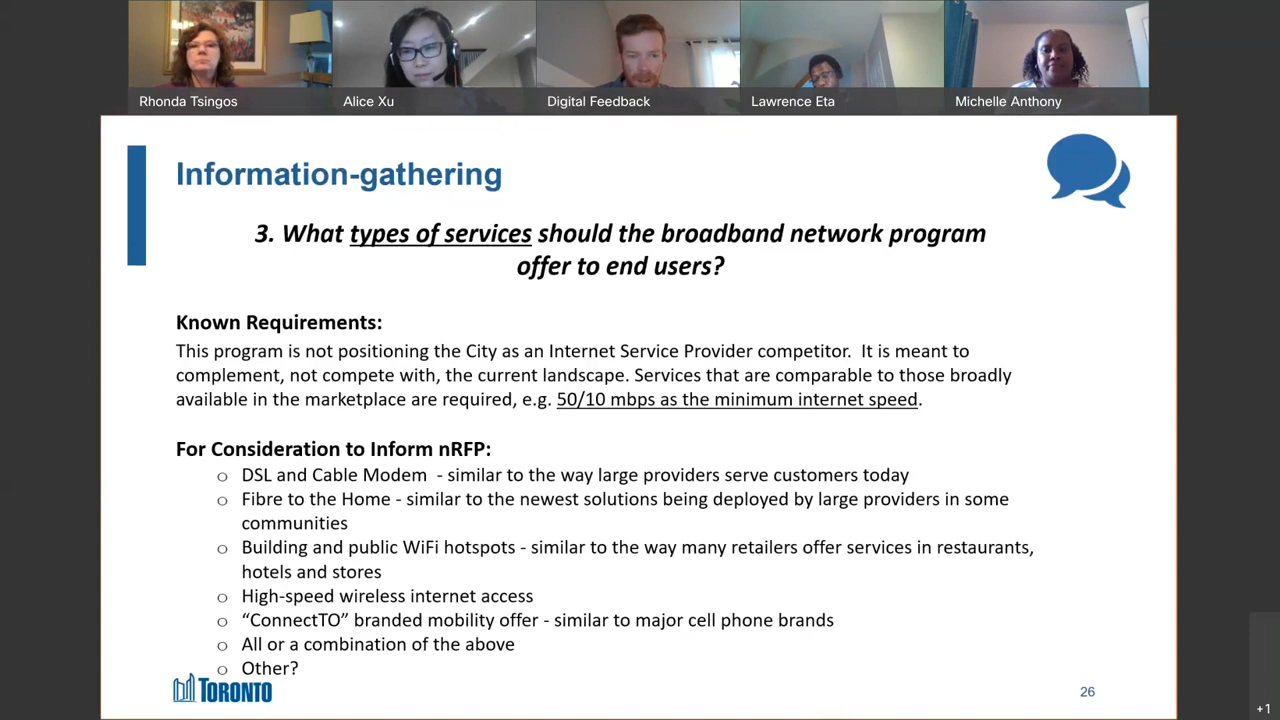 Rhonda Tsingos
Alice Xu
Digital Feedback
Lawrence Eta
Michelle Anthony
Information-gathering
3. What types of services should the broadband network program
offer to end users?
Known Requirements:
This program is not positioning the City as an Internet Service Provider competitor.  It is meant to
complement, not compete with, the current landscape. Services that are comparable to those broadly
available in the marketplace are required, e.g. 50/10 mbps as the minimum internet speed.
For Consideration to Inform nRFP:
o DSL and Cable Modem  - similar to the way large providers serve customers today
o Fibre to the Home - similar to the newest solutions being deployed by large providers in some
communities
o Building and public WiFi hotspots - similar to the way many retailers offer services in restaurants,
hotels and stores
o High-speed wireless internet access
o “ConnectTO” branded mobility offer - similar to major cell phone brands
o All or a combination of the above
o Other?
TORONTO
26
+1